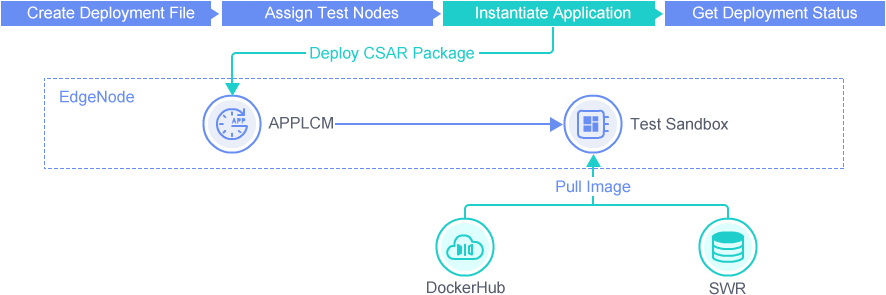 Create Deployment File
Assign Test Nodes
Instantiate Application
Get Deployment Status
Deploy CSAR Package
EdgeNode
APP
APPLCM
Test Sandbox
Pull Image
DockerHub
SWR